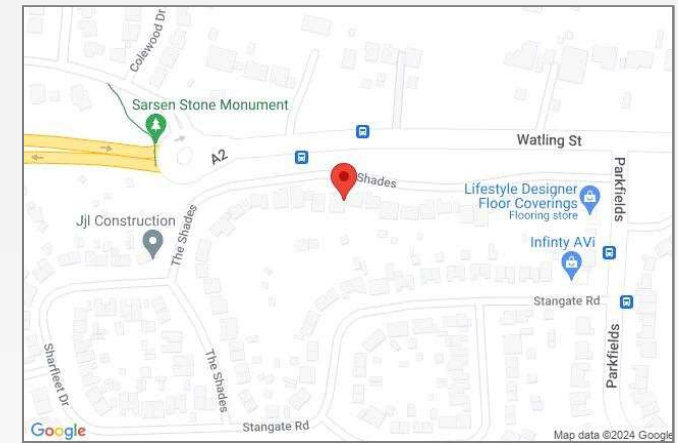 Colewood Dr
Sarsen Stone Monument
A2
Watling St
Shades
Parkfields
Lifestyle Designer
Floor Coverings
Flooring store
Jjl Construction
The Shades
Infinty AVi
Stangate Rd
Sharfleet Dr
The Shades
Parkfields
Stangate Rd
Google
Map data ©2024 Google